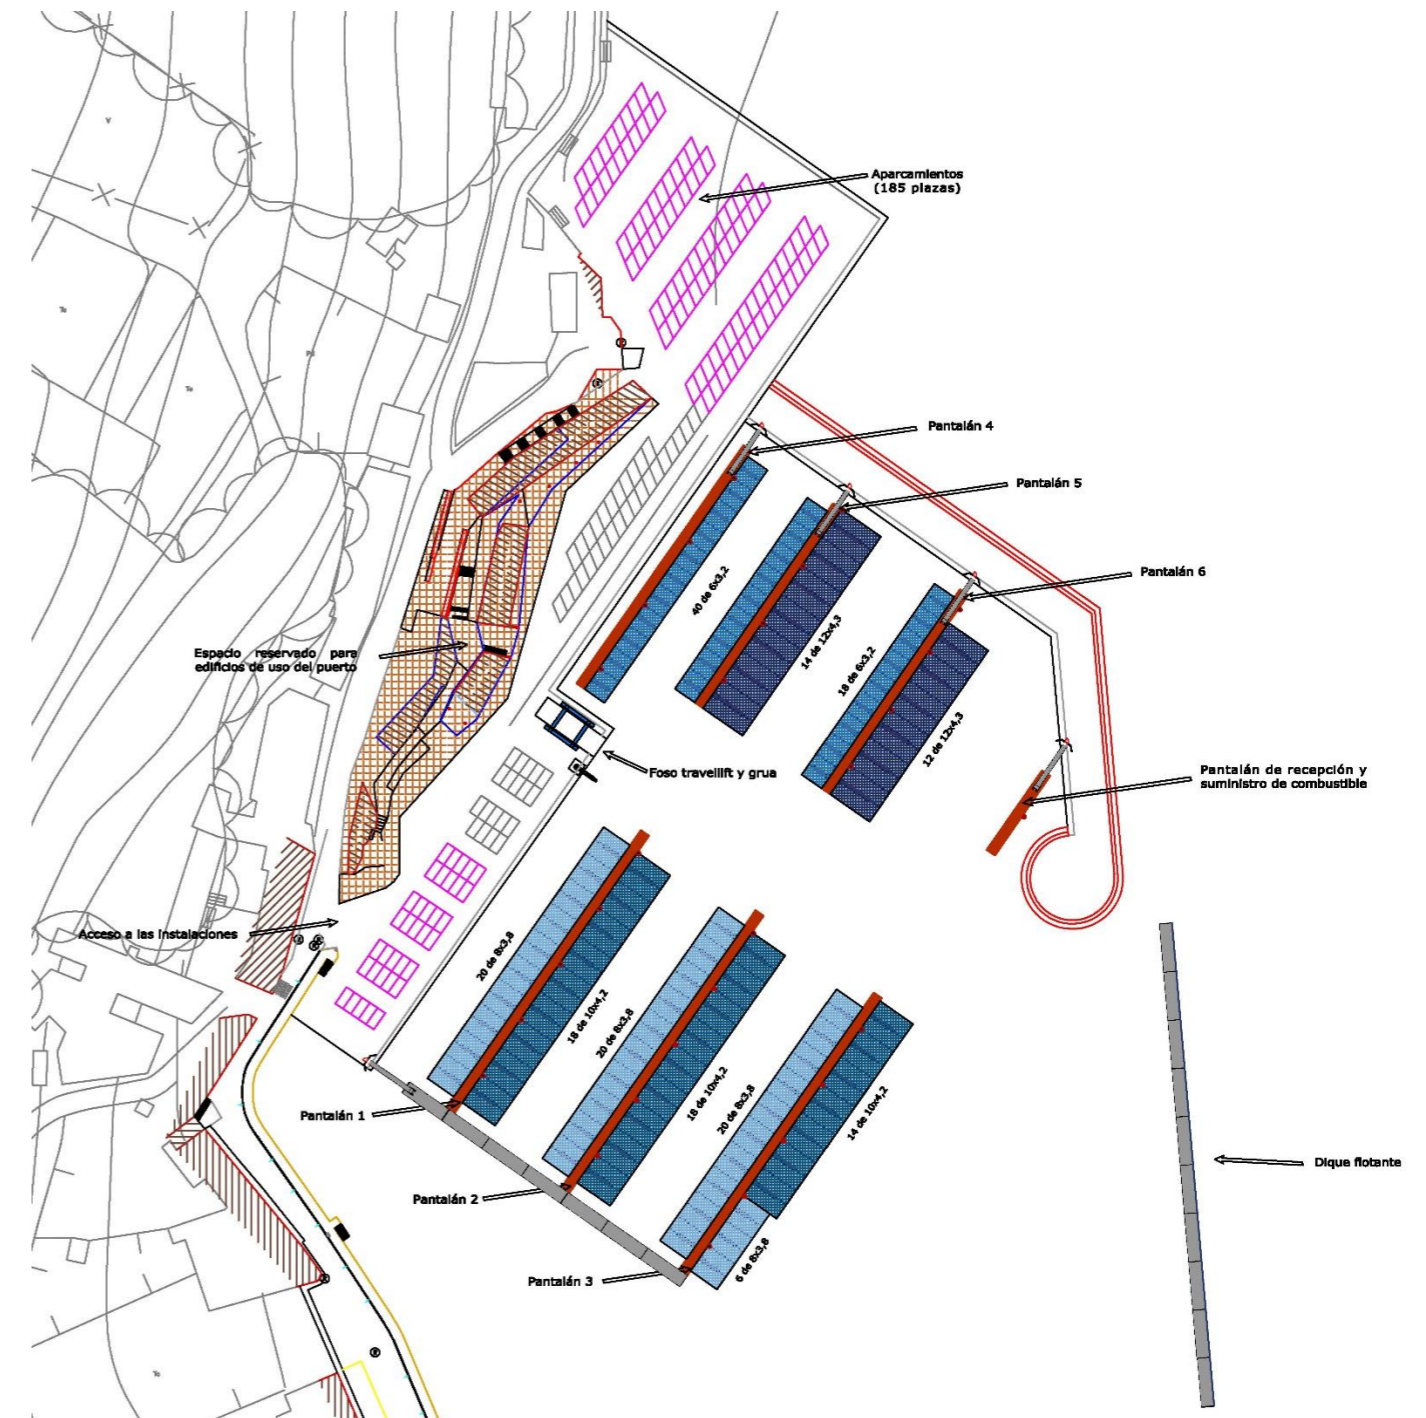 Aparcamientos
(185 plazas)
Pantalán 4
Pantalán 5
Pantalán 6
40 de 6x3,2
14 de 12x4,3
18 de 6x3,2
12 de 12x4,3
Espacio reservado para
edificios de uso del puerto
Foso travellift y grua
Pantalán de recepción y
suministro de combustible
Acceso a las instalaciones
20 de 8x3,8
18 de 10x4,2
20 de 8x3,8
18 de 10x4,2
20 de 8x3,8
14 de 10x4,2
6 de 8x3,8
Pantalán 1
Pantalán 2
Pantalán 3
Dique flotante